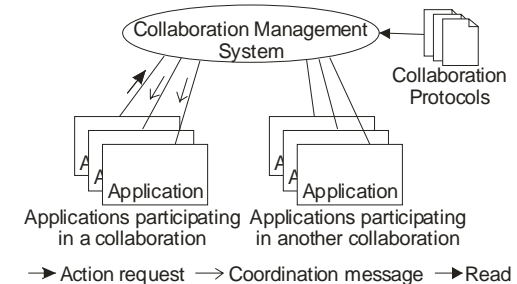 Collaboration Management
System
Collaboration
Protocols
A
A
Application
A
A
Application
Applications participating
in a collaboration
Applications participating
in another collaboration
Action request
Coordination message
Read